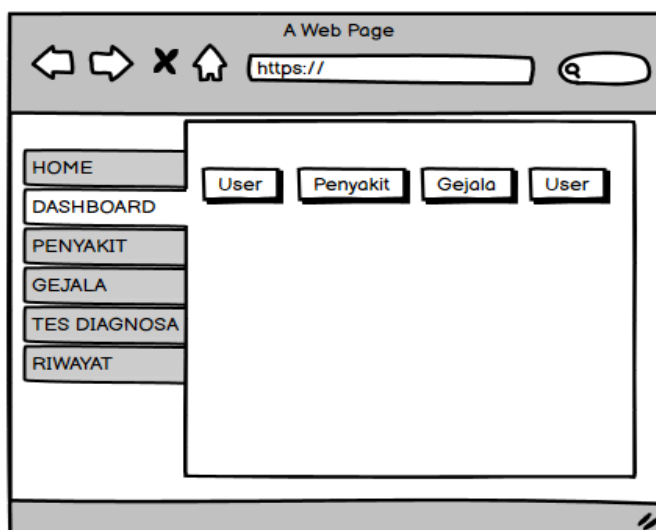 A Web Page
https://
HOME
DASHBOARD
PENYAKIT
GEJALA
TES DIAGNOSA
RIWAYAT
User Penyakit Gejala User